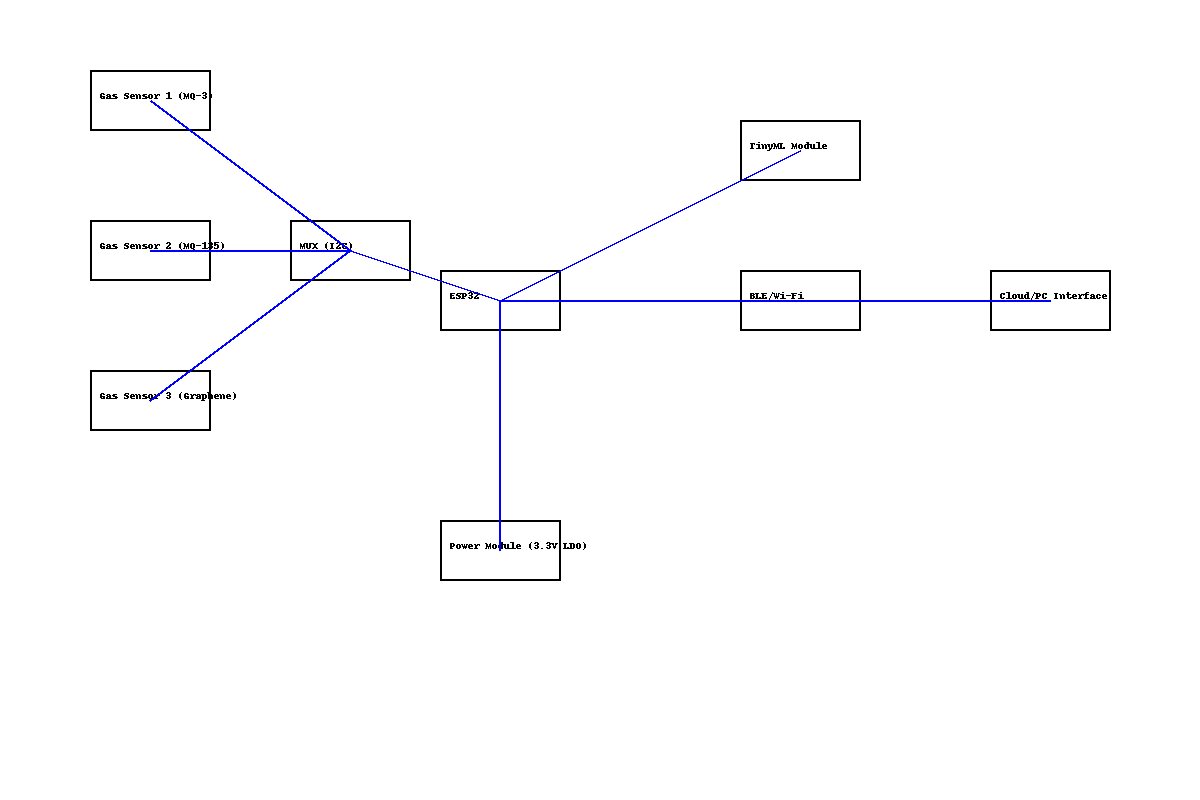 Gas Sensor 1 (MQ-3)
TinyML Module
Gas Sensor 2 (MQ-135)
MUX (I2C)
ESP32
BLE/Wi-Fi
Cloud/PC Interface
Gas Sensor 3 (Graphene)
Power Module (3.3V LDO)